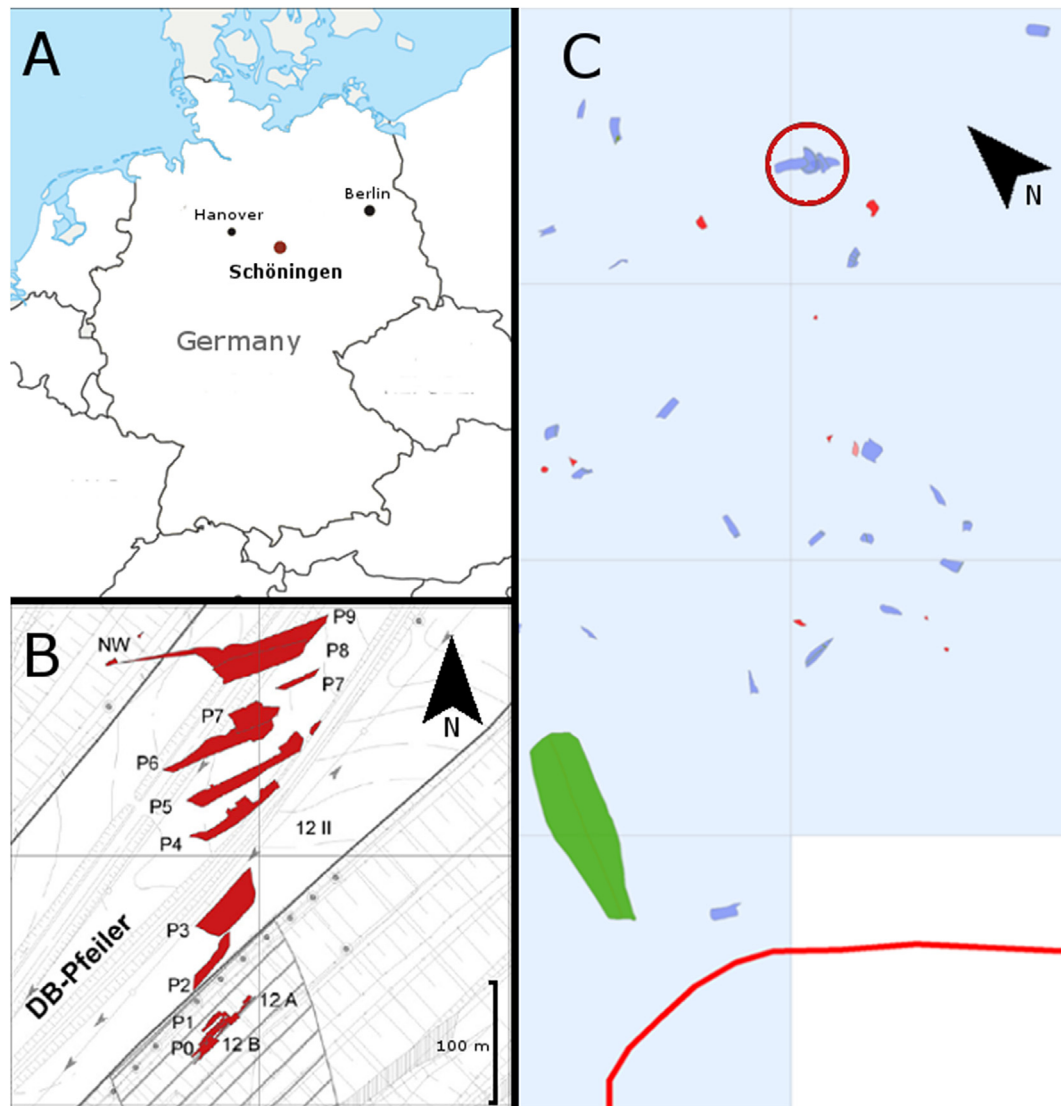 A
Berlin
Hanover
Schöningen
Germany
B
P9
NW
P8
P7
P7
N
P6
P5
P4
12 II
P3
DB-Pfeiler
P2
12 A
P1
P0
12 B
100 m
C
N